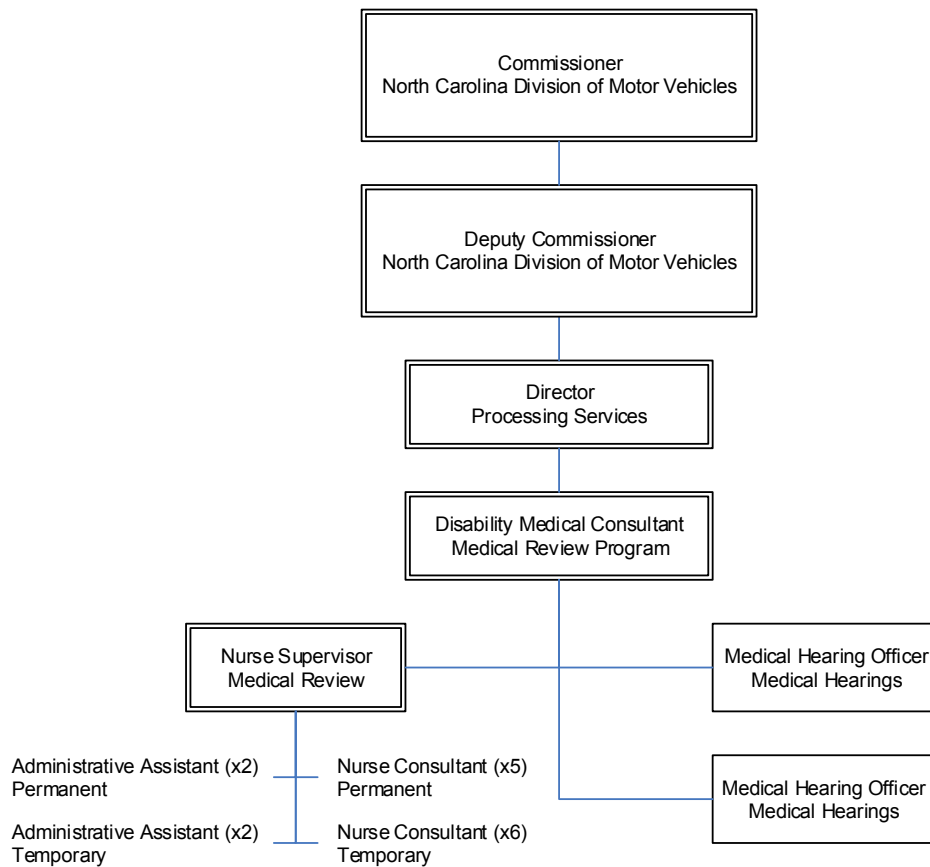 Commissioner
North Carolina Division of Motor Vehicles
Deputy Commissioner
North Carolina Division of Motor Vehicles
Director
Processing Services
Disability Medical Consultant
Medical Review Program
Nurse Supervisor
Medical Review
Medical Hearing Officer
Medical Hearings
Administrative Assistant (x2)
Permanent
Nurse Consultant (x5)
Permanent
Administrative Assistant (x2)
Temporary
Nurse Consultant (x6)
Temporary
Medical Hearing Officer
Medical Hearings